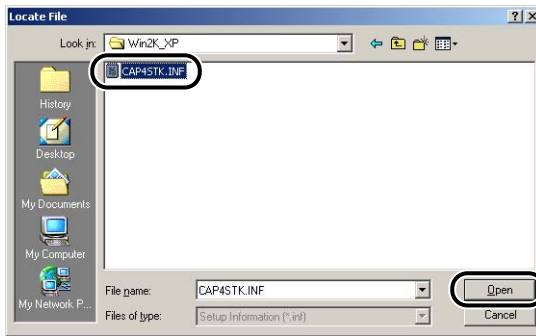 Locate File
Look in: Win2K_XP
CAP4STK.INF
History
Desktop
My Documents
My Computer
My Network P...
File name: CAP4STK.INF Open
Files of type: Setup Information (*.inf) Cancel